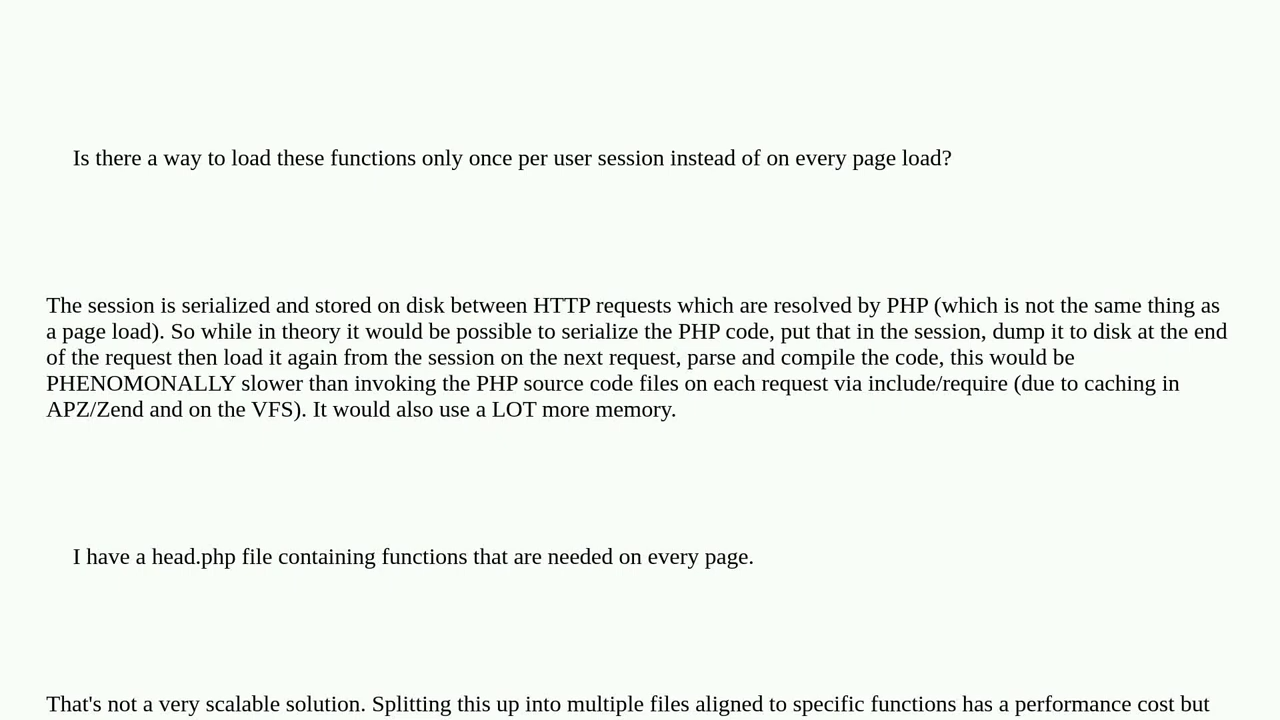 Is there a way to load these functions only once per user session instead of on every page load?
The session is serialized and stored on disk between HTTP requests which are resolved by PHP (which is not the same thing as
a page load). So while in theory it would be possible to serialize the PHP code, put that in the session, dump it to disk at the end
of the request then load it again from the session on the next request, parse and compile the code, this would be
PHENOMONALLY slower than invoking the PHP source code files on each request via include/require (due to caching in
APZ/Zend and on the VFS). It would also use a LOT more memory.
I have a head.php file containing functions that are needed on every page.
That's not a very scalable solution. Splitting this up into multiple files aligned to specific functions has a performance cost but